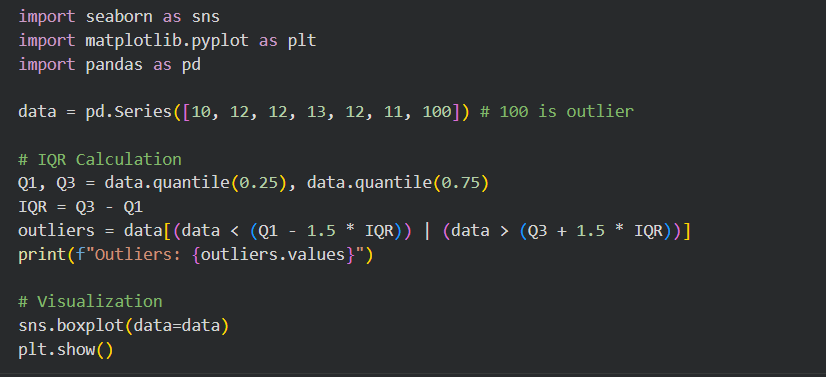 import seaborn as sns
import matplotlib.pyplot as plt
import pandas as pd
data = pd.Series([10, 12, 12, 13, 12, 11, 100]) # 100 is outlier
# IQR Calculation
Q1, Q3 = data.quantile(0.25), data.quantile(0.75)
IQR = Q3 - Q1
outliers = data[(data < (Q1 - 1.5 * IQR)) | (data > (Q3 + 1.5 * IQR))]
print(f"Outliers: {outliers.values}")
# Visualization
sns.boxplot(data=data)
plt.show()